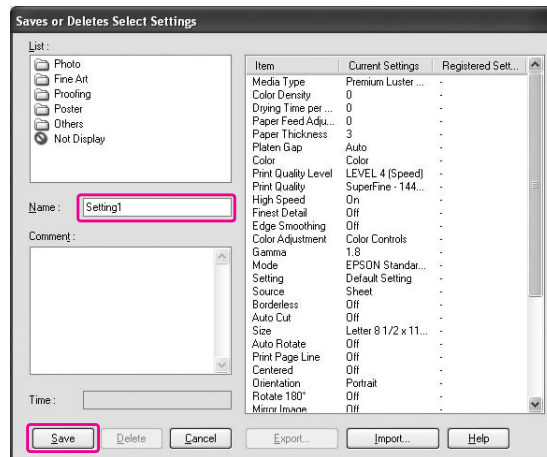 Saves or Deletes Select Settings
List :
Photo
Fine Art
Proofing
Poster
Others
Not Display
Name : Setting1
Comment :
Time :
Item Current Settings Registered Sett...
Media Type Premium Luster ... -
Color Density 0 -
Drying Time per ... 0 -
Paper Feed Adju... 0 -
Paper Thickness 3 -
Platen Gap Auto -
Color Color -
Print Quality Level LEVEL 4 (Speed) -
Print Quality SuperFine - 144... -
High Speed On -
Finest Detail Off -
Edge Smoothing Off -
Color Adjustment Color Controls -
Gamma 1.8 -
Mode EPSON Standar... -
Setting Default Setting -
Source Sheet -
Borderless Off -
Auto Cut Off -
Size Letter 8 1/2 x 11... -
Auto Rotate Off -
Print Page Line Off -
Centered Off -
Orientation Portrait -
Rotate 180° Off -
Mirror Image Off -
Save Delete Cancel Export... Import... Help